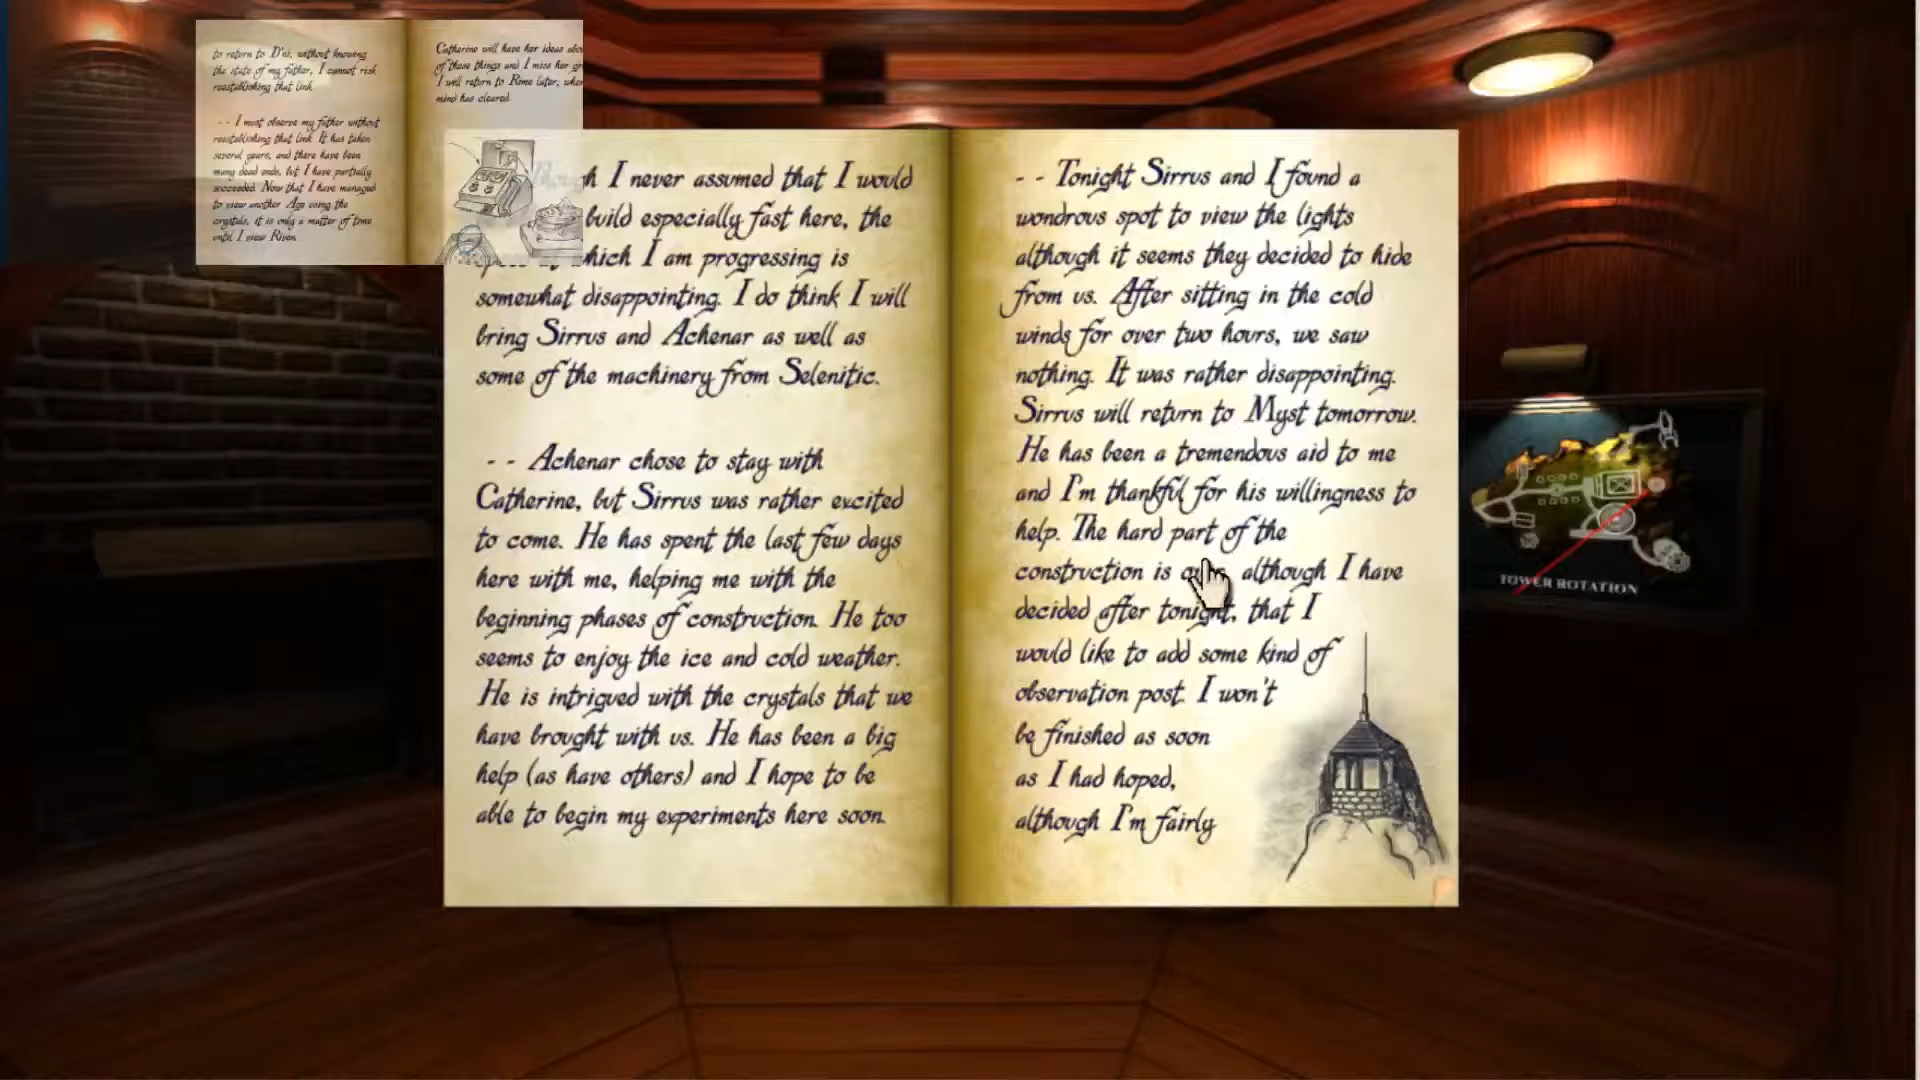 to return to D'ni, without knowing
the state of my father, I cannot risk
reestablishing that link.
- - I must observe my father without
reestablishing that link. It has taken
several years, and there have been
many dead ends, but I have partially
succeeded. Now that I have managed
to view another Age using the
crystals, it is only a matter of time
until I view Riven.
Catherine will have her ideas
of these things and I miss her
I will return to Rime later,
mind has cleared.
Though I never assumed that I would
build especially fast here, the
which I am progressing is
somewhat disappointing. I do think I will
bring Sirrus and Achenar as well as
some of the machinery from Selenitic.
- - Achenar chose to stay with
Catherine, but Sirrus was rather excited
to come. He has spent the last few days
here with me, helping me with the
beginning phases of construction. He too
seems to enjoy the ice and cold weather.
He is intrigued with the crystals that we
have brought with us. He has been a big
help (as have others) and I hope to be
able to begin my experiments here soon.
- - Tonight Sirrus and I found a
wondrous spot to view the lights
although it seems they decided to hide
from us. After sitting in the cold
winds for over two hours, we saw
nothing. It was rather disappointing.
Sirrus will return to Myst tomorrow.
He has been a tremendous aid to me
and I'm thankful for his willingness to
help. The hard part of the
construction is although I have
decided after tonight, that I
would like to add some kind of
observation post. I won't
be finished as soon
as I had hoped,
although I'm fairly
TOWER ROTATION